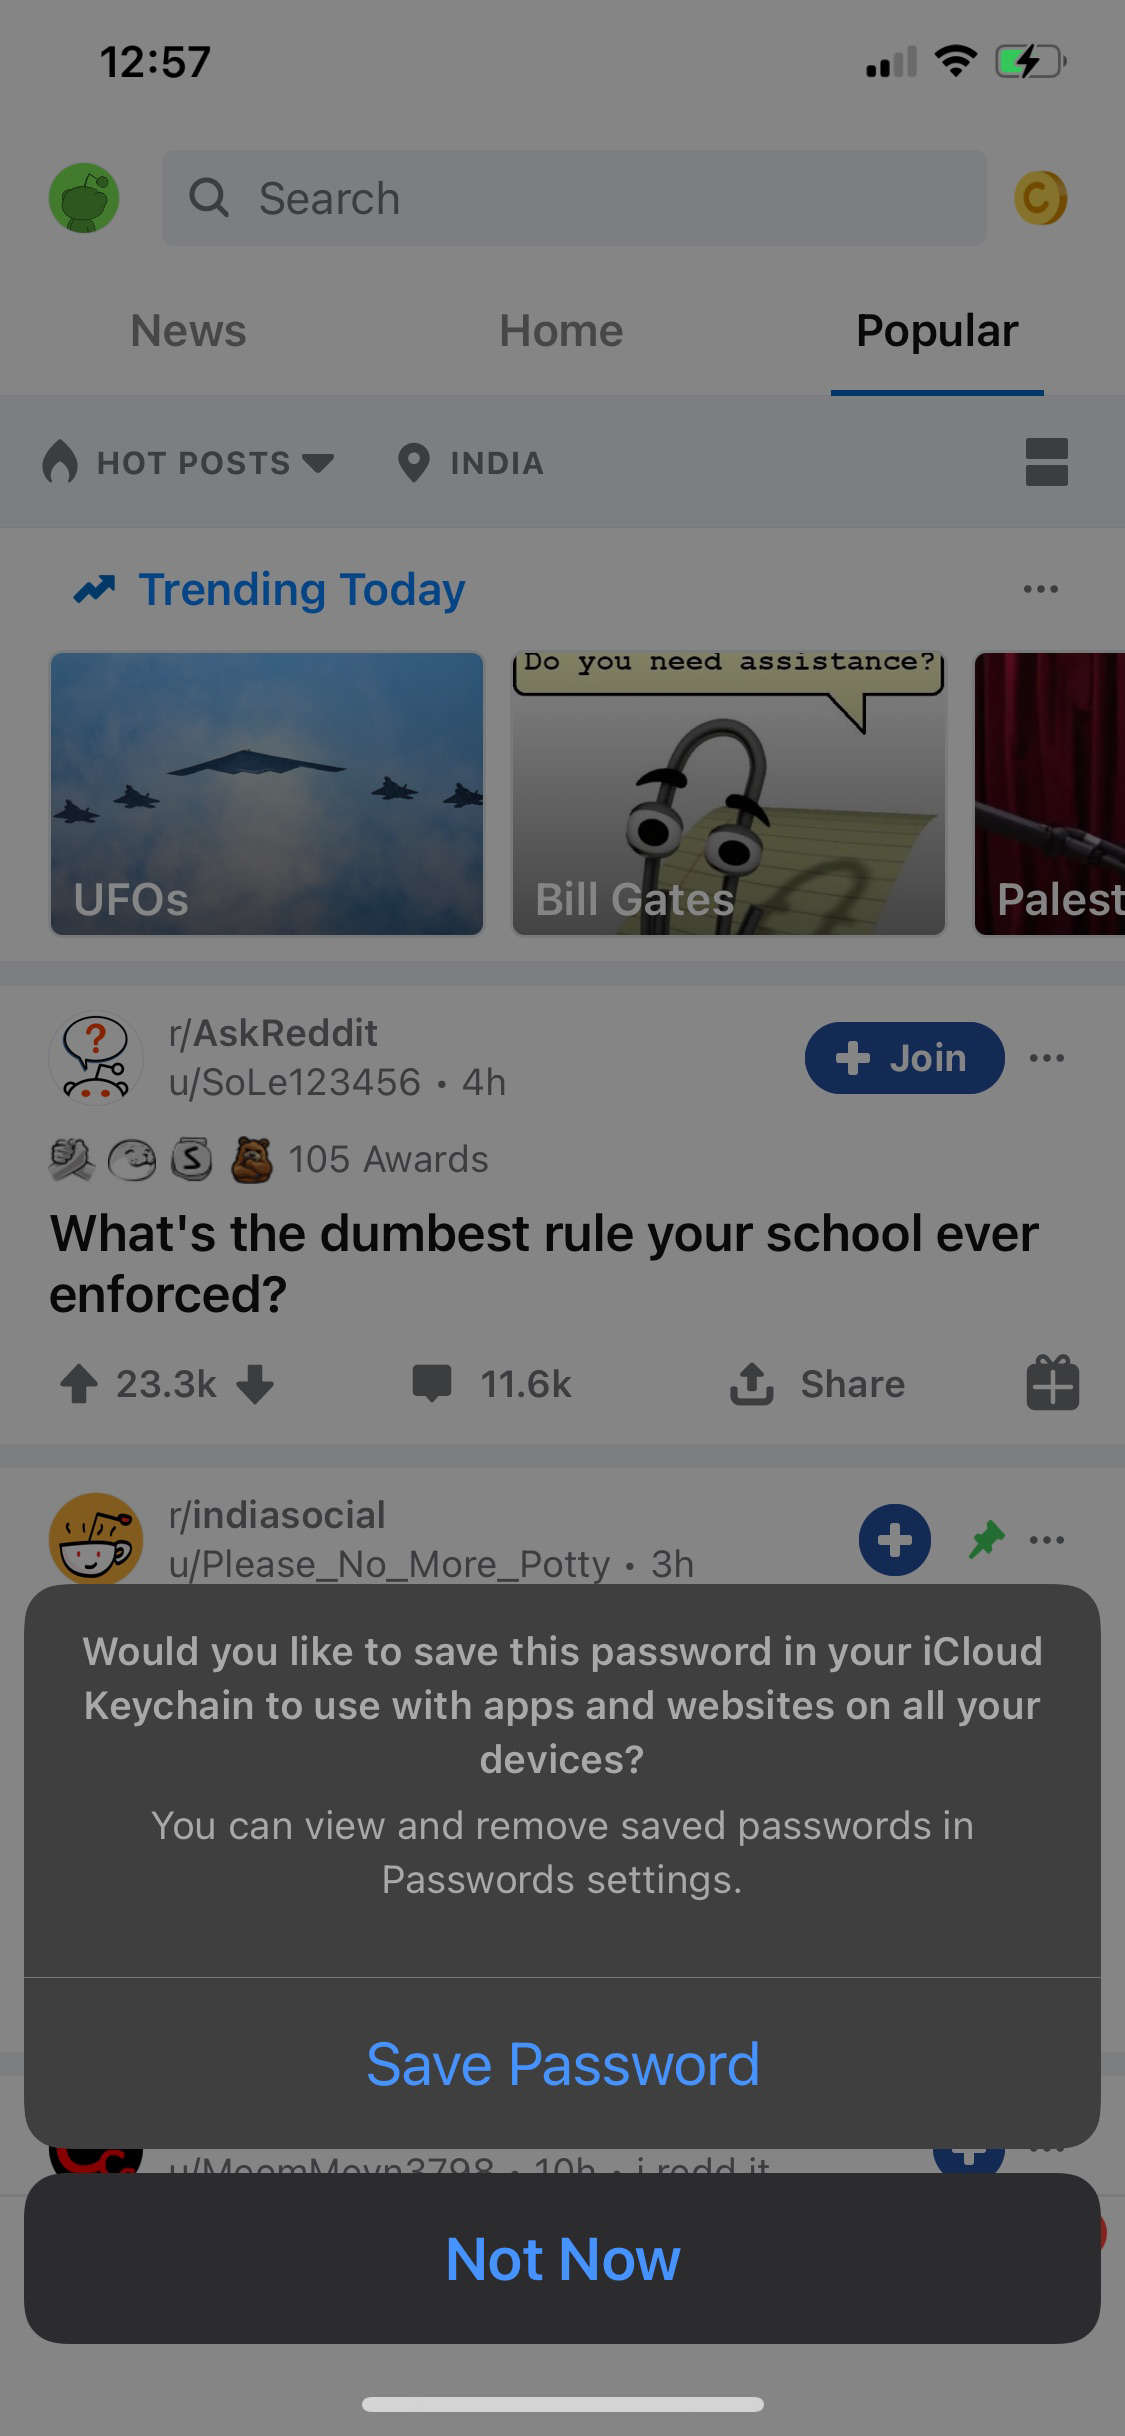 12:57
Search
News Home Popular
HOT POSTS INDIA
Trending Today
Do you need assistance?
UFOs
Bill Gates
Palest
r/AskReddit
u/SoLe123456 • 4h
Join
105 Awards
What's the dumbest rule your school ever
enforced?
23.3k 11.6k Share
r/indiasocial
u/Please_No_More_Potty • 3h
Would you like to save this password in your iCloud
Keychain to use with apps and websites on all your
devices?
You can view and remove saved passwords in
Passwords settings.
Save Password
10h • i.redd.it
Not Now